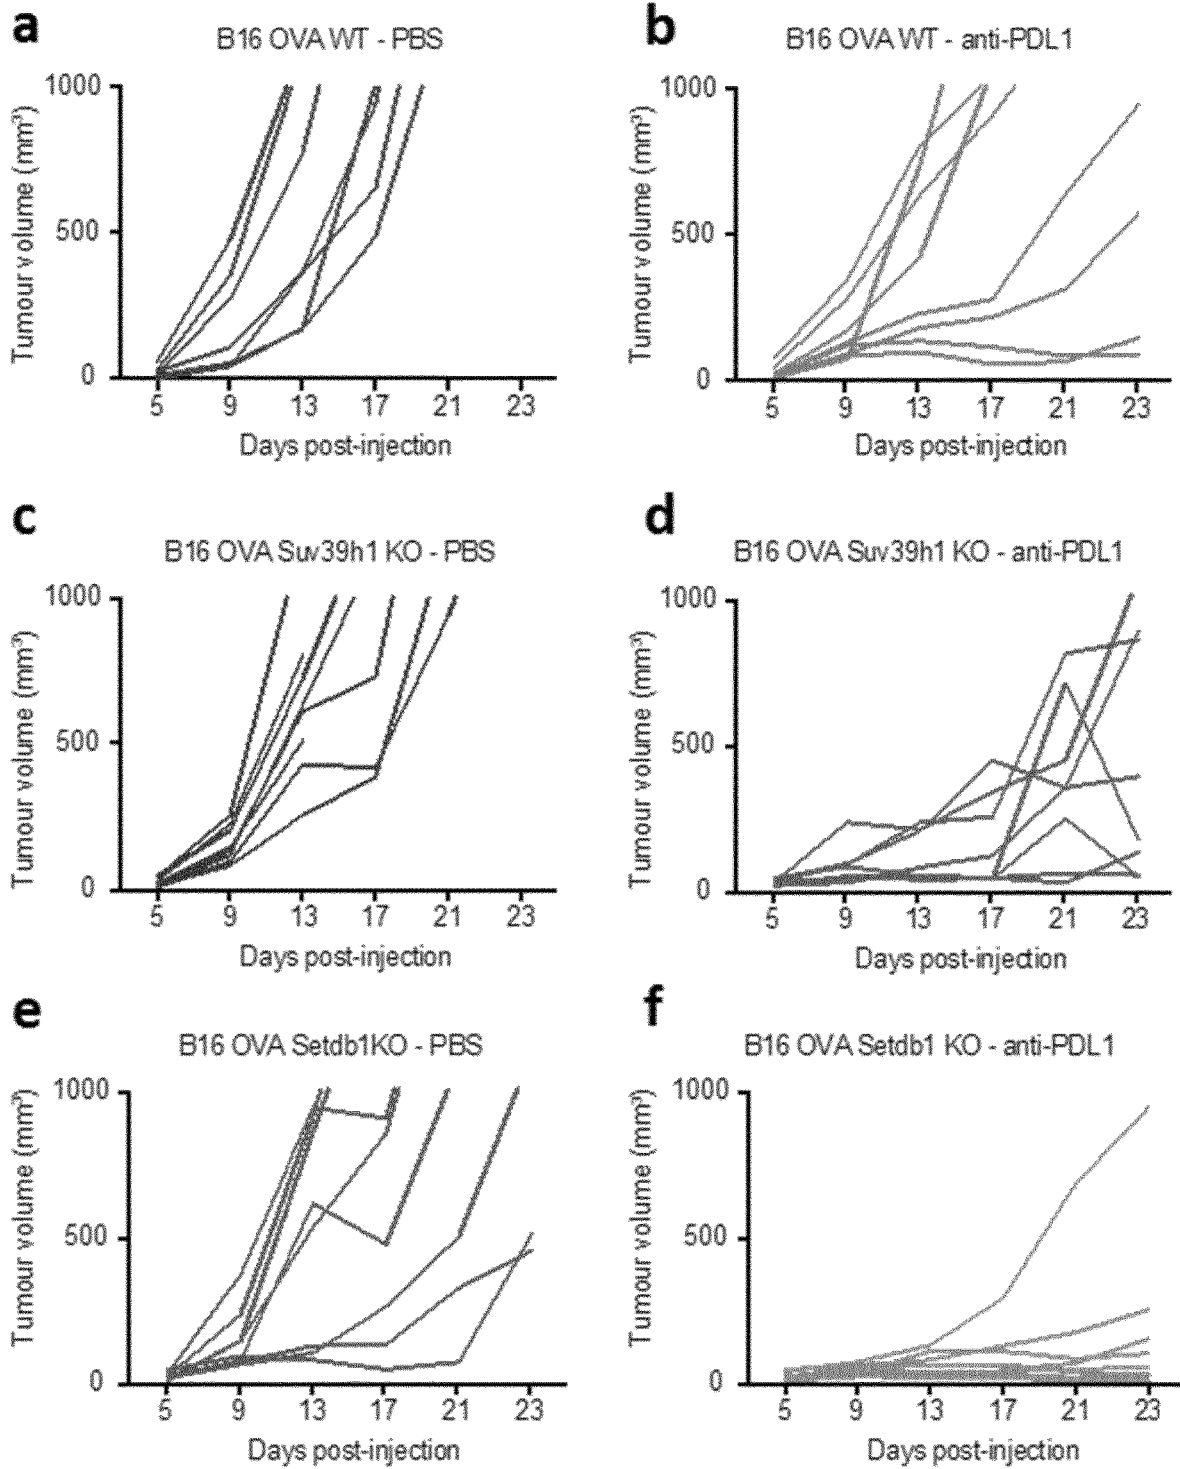 a
B16 OVA WT - PBS
Tumour volume (mm³)
1000
500
0
5 9 13 17 21 23
Days post-injection
b
B16 OVA WT - anti-PDL1
Tumour volume (mm³)
1000
500
0
5 9 13 17 21 23
Days post-injection
c
B16 OVA Suv39h1 KO - PBS
Tumour volume (mm³)
1000
500
0
5 9 13 17 21 23
Days post-injection
d
B16 OVA Suv39h1 KO - anti-PDL1
Tumour volume (mm³)
1000
500
0
5 9 13 17 21 23
Days post-injection
e
B16 OVA Setdb1KO - PBS
Tumour volume (mm³)
1000
500
0
5 9 13 17 21 23
Days post-injection
f
B16 OVA Setdb1 KO - anti-PDL1
Tumour volume (mm³)
1000
500
0
5 9 13 17 21 23
Days post-injection